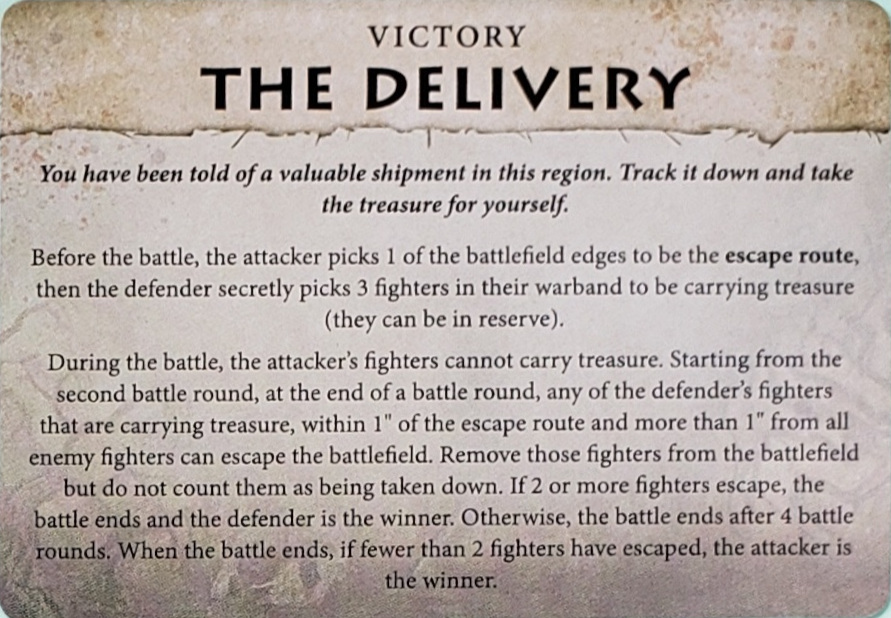 VICTORY
THE DELIVERY
You have been told of a valuable shipment in this region. Track it down and take
the treasure for yourself.
Before the battle, the attacker picks 1 of the battlefield edges to be the escape route,
then the defender secretly picks 3 fighters in their warband to be carrying treasure
(they can be in reserve).
During the battle, the attacker's fighters cannot carry treasure. Starting from the
second battle round, at the end of a battle round, any of the defender's fighters
that are carrying treasure, within 1" of the escape route and more than 1" from all
enemy fighters can escape the battlefield. Remove those fighters from the battlefield
but do not count them as being taken down. If 2 or more fighters escape, the
battle ends and the defender is the winner. Otherwise, the battle ends after 4 battle
rounds. When the battle ends, if fewer than 2 fighters have escaped, the attacker is
the winner.